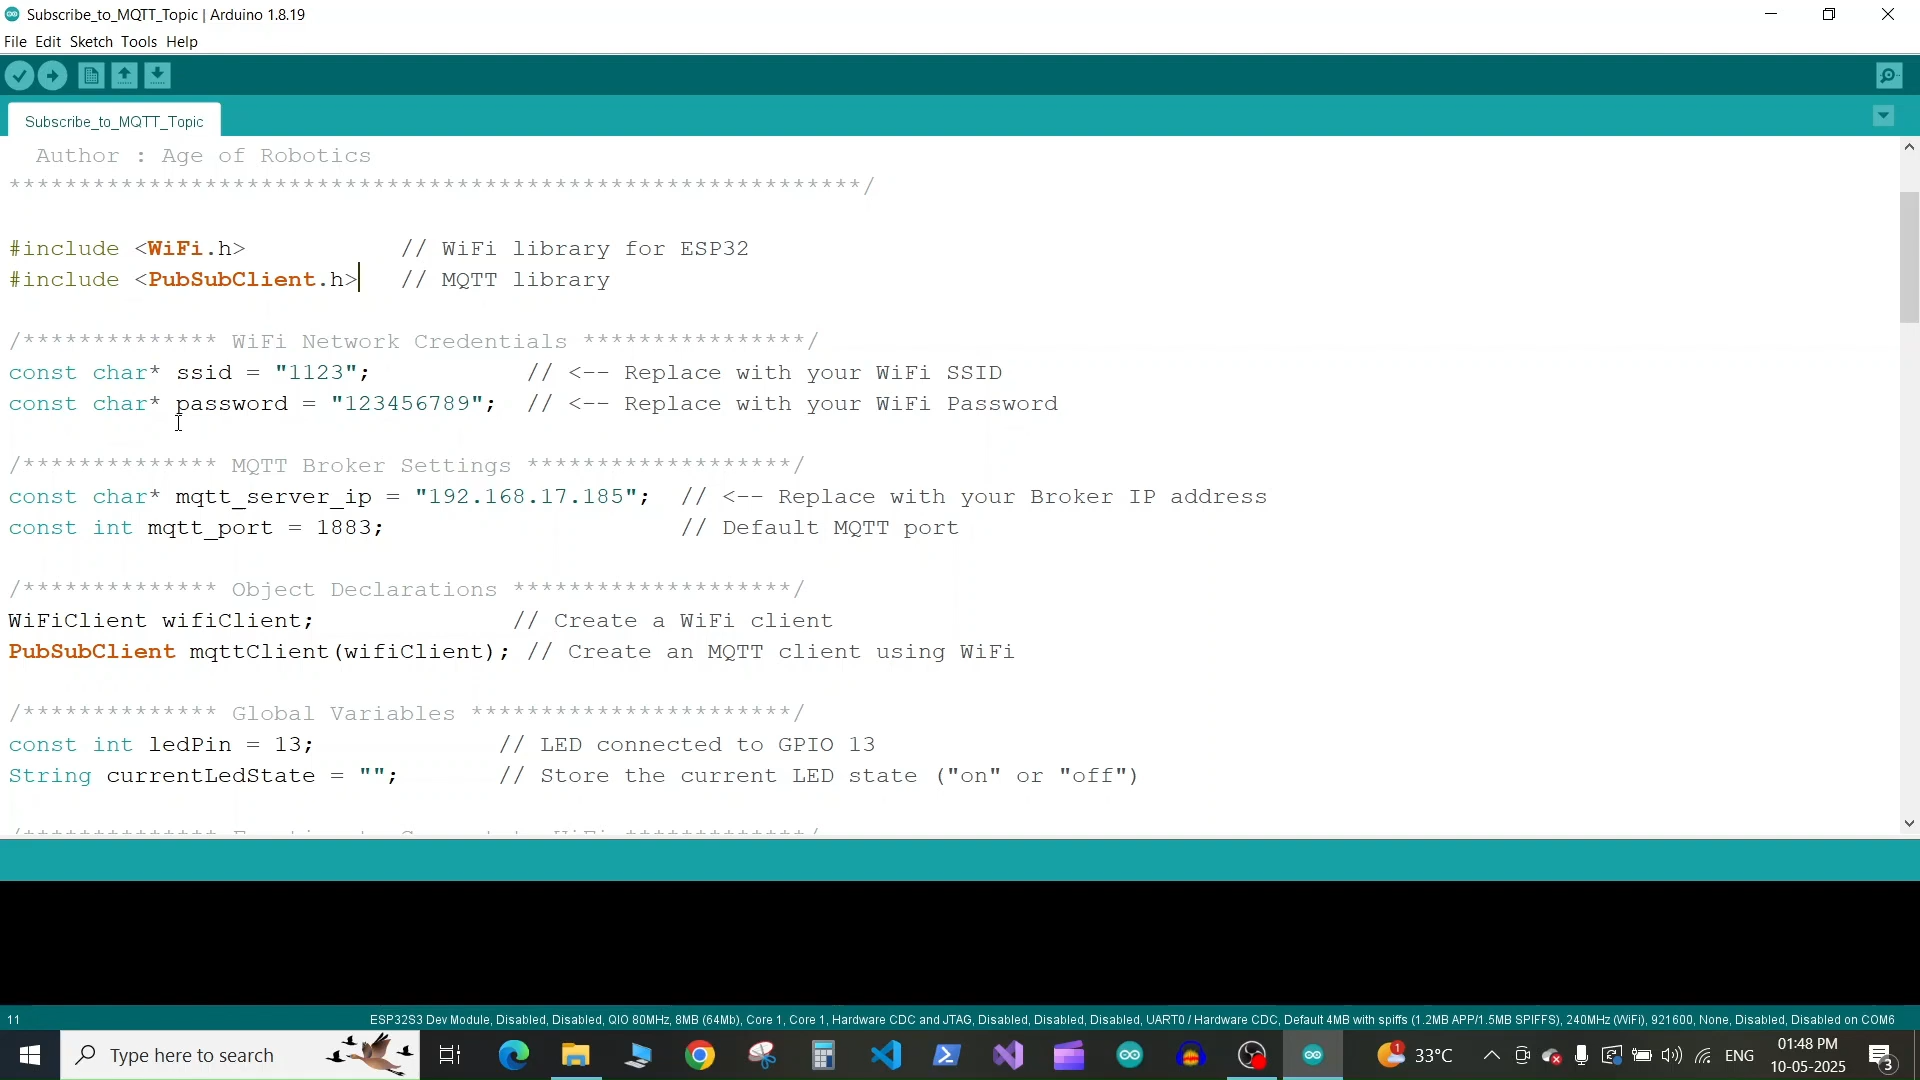 Subscribe_to_MQTT_Topic | Arduino 1.8.19
File Edit Sketch Tools Help
Subscribe_to_MQTT_Topic
Author : Age of Robotics
*************************************************************/
#include <WiFi.h> // WiFi library for ESP32
#include <PubSubClient.h> // MQTT library
/************** WiFi Network Credentials ****************/
const char* ssid = "1123"; // <-- Replace with your WiFi SSID
const char* password = "123456789"; // <-- Replace with your WiFi Password
/************** MQTT Broker Settings *******************/
const char* mqtt_server_ip = "192.168.17.185"; // <-- Replace with your Broker IP address
const int mqtt_port = 1883; // Default MQTT port
/************** Object Declarations ********************/
WiFiClient wifiClient; // Create a WiFi client
PubSubClient mqttClient(wifiClient); // Create an MQTT client using WiFi
/************** Global Variables ***********************/
const int ledPin = 13; // LED connected to GPIO 13
String currentLedState = ""; // Store the current LED state ("on" or "off")
11
ESP32S3 Dev Module, Disabled, Disabled, QIO 80MHz, 8MB (64Mb), Core 1, Core 1, Hardware CDC and JTAG, Disabled, Disabled, Disabled, UART0 / Hardware CDC, Default 4MB with spiffs (1.2MB APP/1.5MB SPIFFS), 240MHz (WiFi), 921600, None, Disabled, Disabled on COM6
Type here to search
1
33°C
ENG
01:48 PM
10-05-2025
3